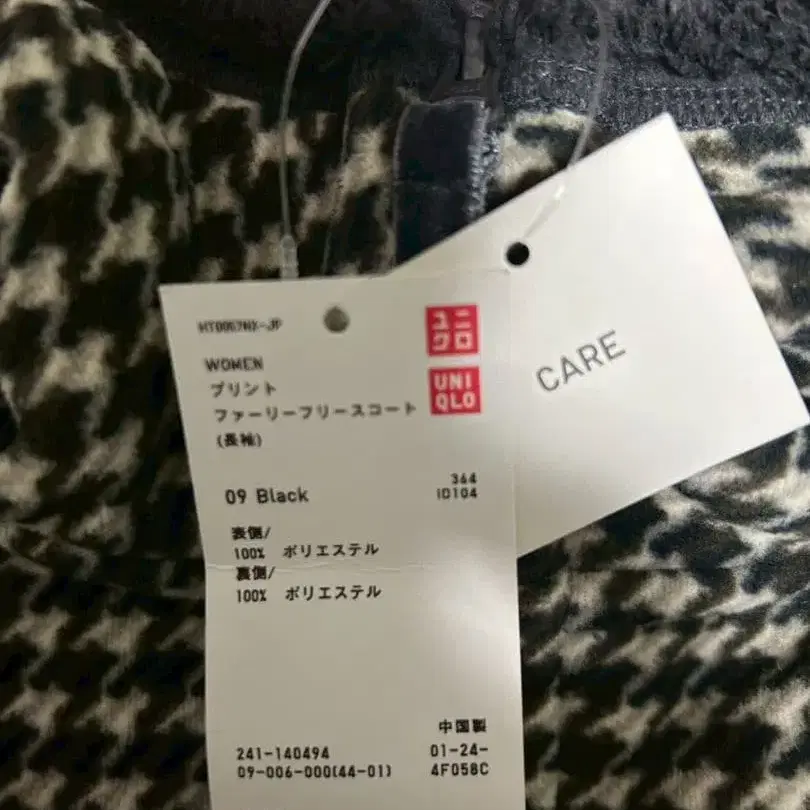 HT0067NX-JP
ユニ
クロ
UNI
QLO
WOMEN
プリント
ファーリーフリースコート
(長袖)
09 Black
364
ID104
表側/
100% ポリエステル
裏側/
100% ポリエステル
中国製
241-140494 01-24-
09-006-000(44-01) 4F058C
CARE